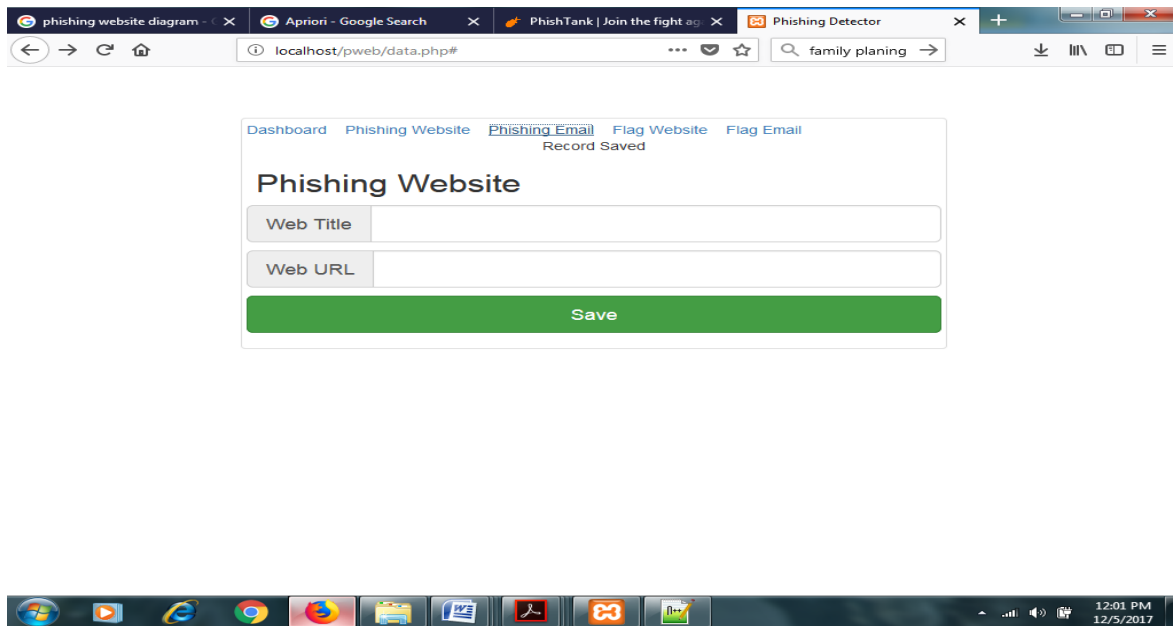 phishing website diagram - G
Apriori - Google Search
PhishTank | Join the fight aga
Phishing Detector
localhost/pweb/data.php#
family planing
Dashboard Phishing Website Phishing Email Flag Website Flag Email
Record Saved
Phishing Website
Web Title
Web URL
Save
12:01 PM
12/5/2017